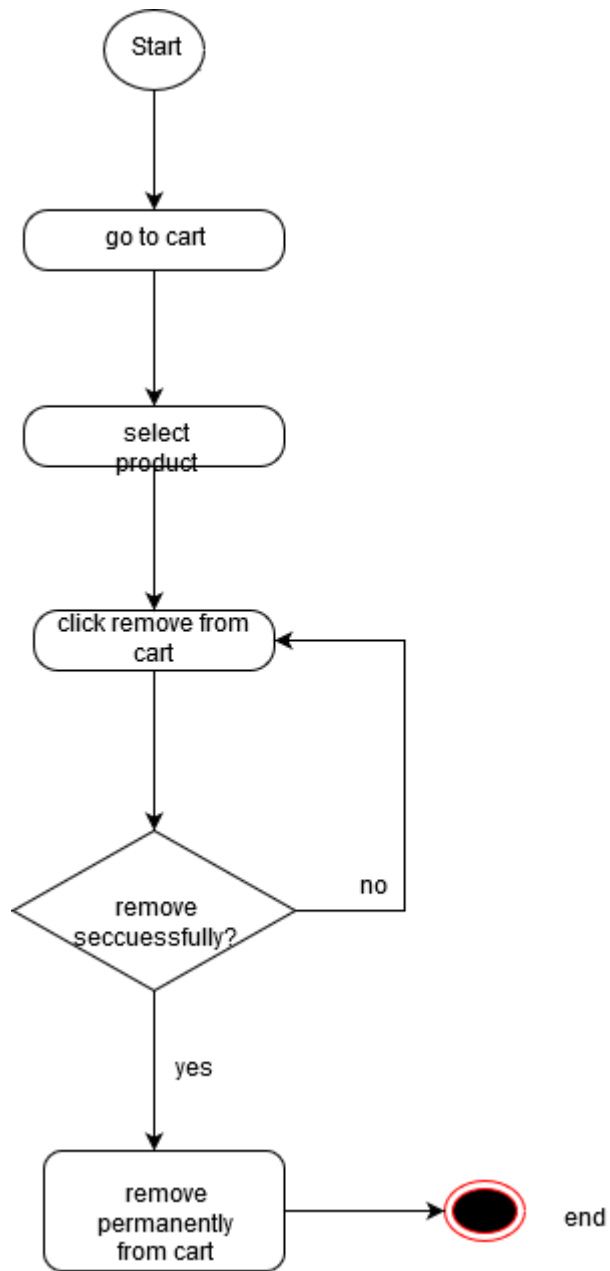 Start
go to cart
select
product
click remove from
cart
no
remove
seccuessfully?
yes
remove
permanently
from cart
end